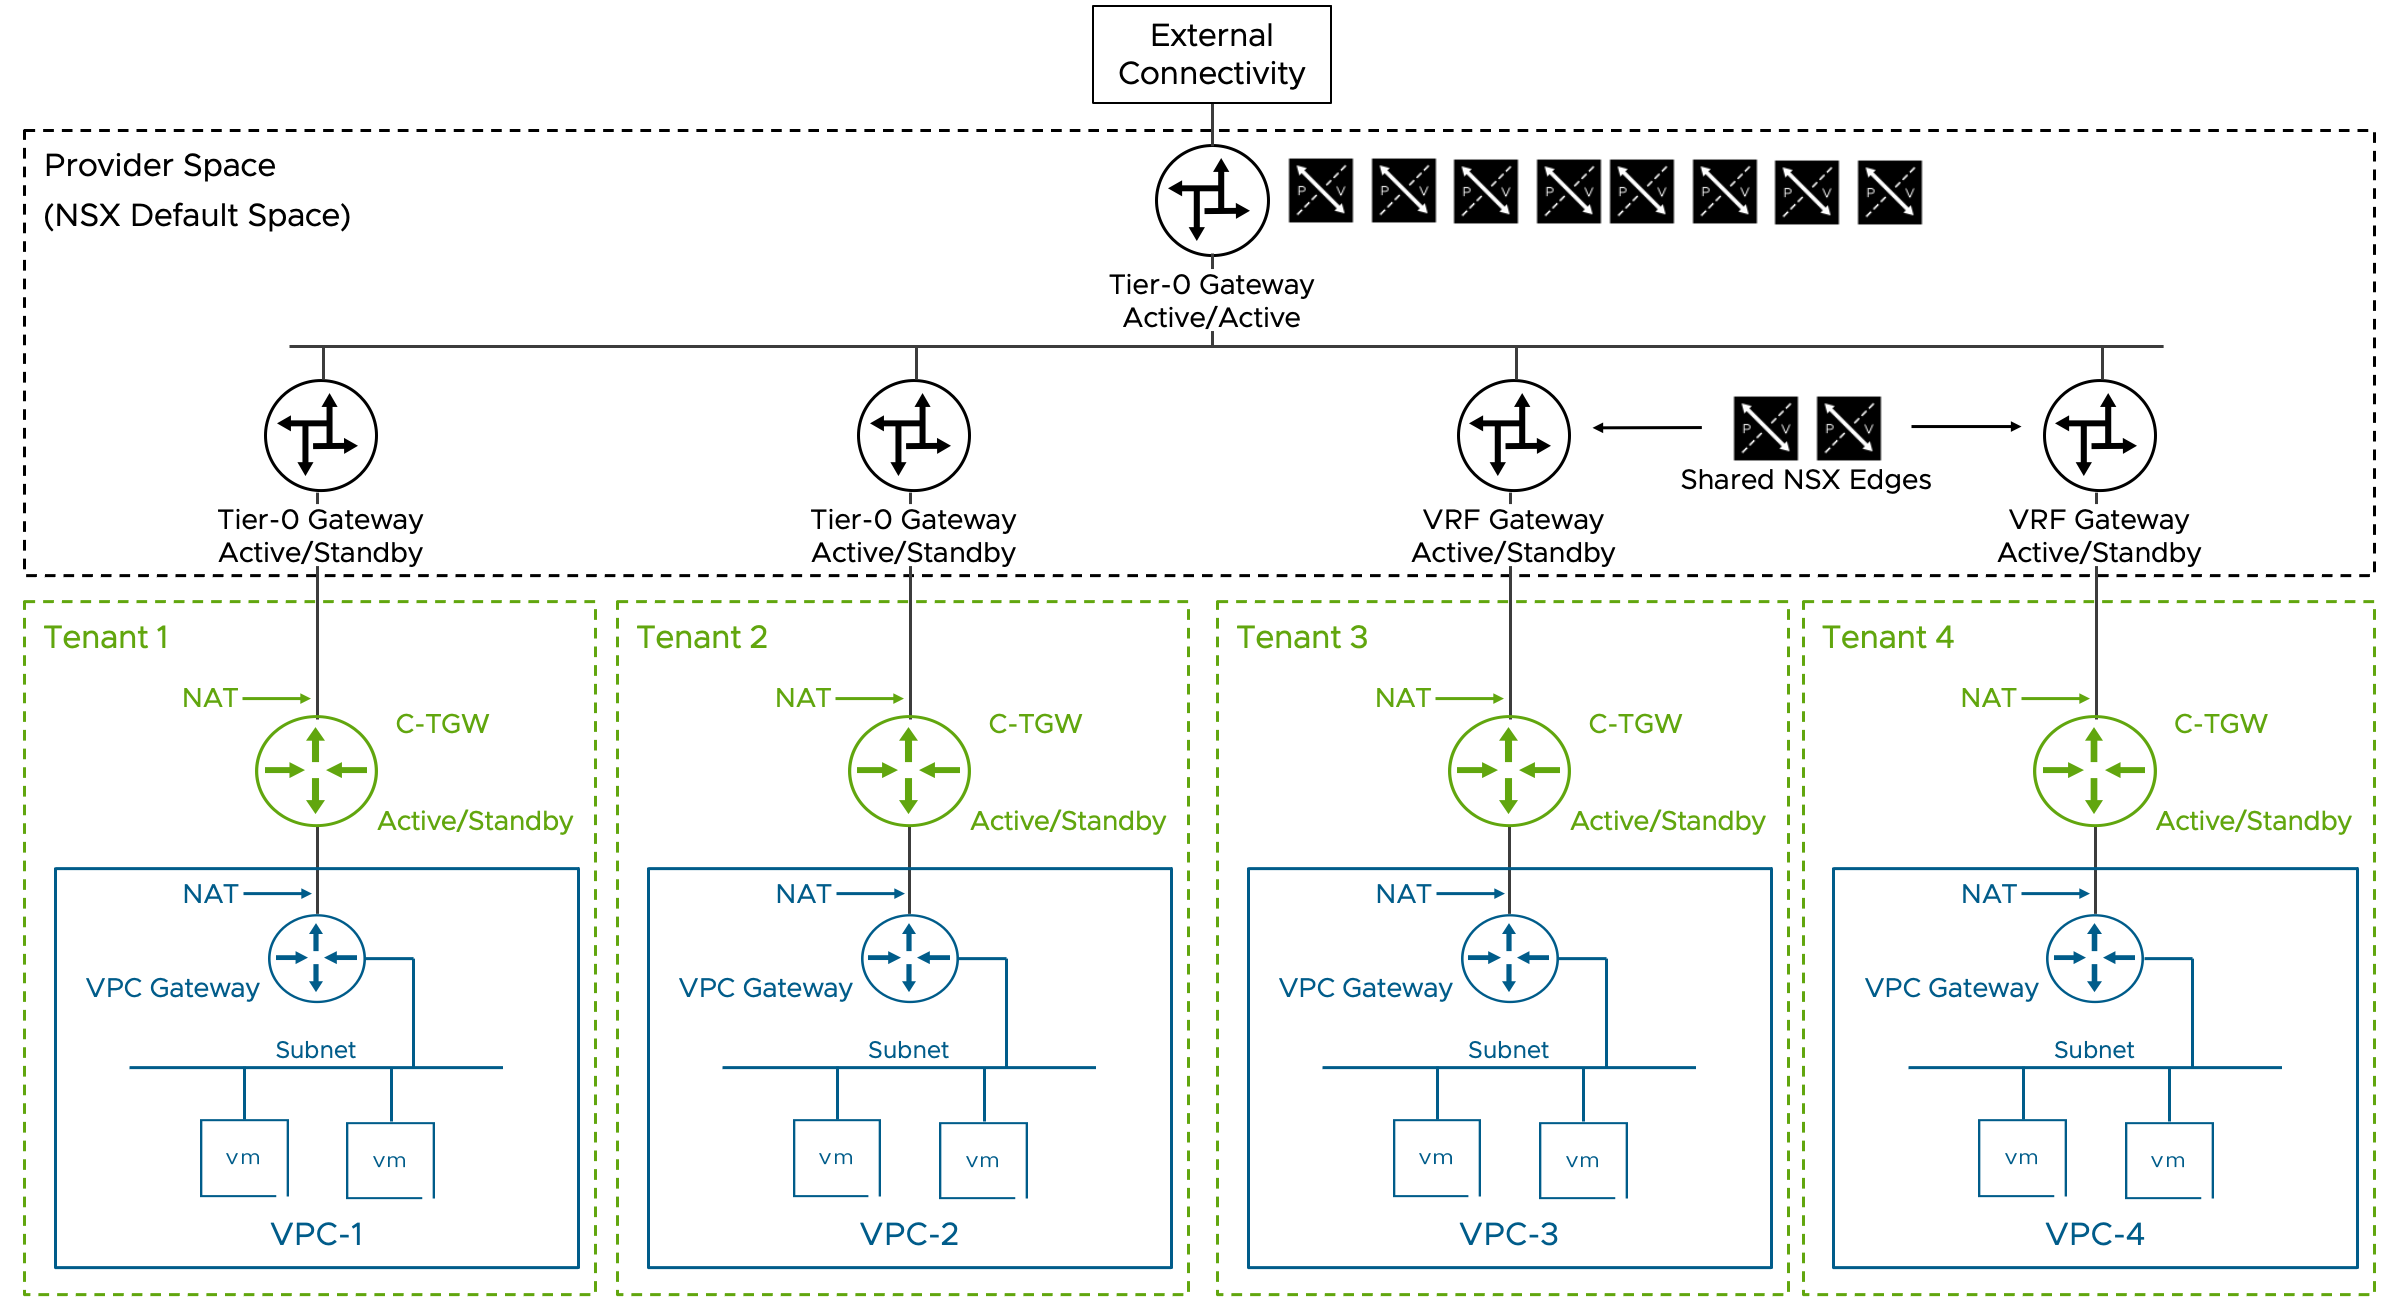 External
Connectivity
Provider Space
(NSX Default Space)
P V
P V
P V
P V
P V
P V
P V
P V
Tier-0 Gateway
Active/Active
P V
P V
Shared NSX Edges
Tier-0 Gateway
Active/Standby
Tier-0 Gateway
Active/Standby
VRF Gateway
Active/Standby
VRF Gateway
Active/Standby
Tenant 1
NAT
C-TGW
Active/Standby
NAT
VPC Gateway
Subnet
vm
vm
VPC-1
Tenant 2
NAT
C-TGW
Active/Standby
NAT
VPC Gateway
Subnet
vm
vm
VPC-2
Tenant 3
NAT
C-TGW
Active/Standby
NAT
VPC Gateway
Subnet
vm
vm
VPC-3
Tenant 4
NAT
C-TGW
Active/Standby
NAT
VPC Gateway
Subnet
vm
vm
VPC-4